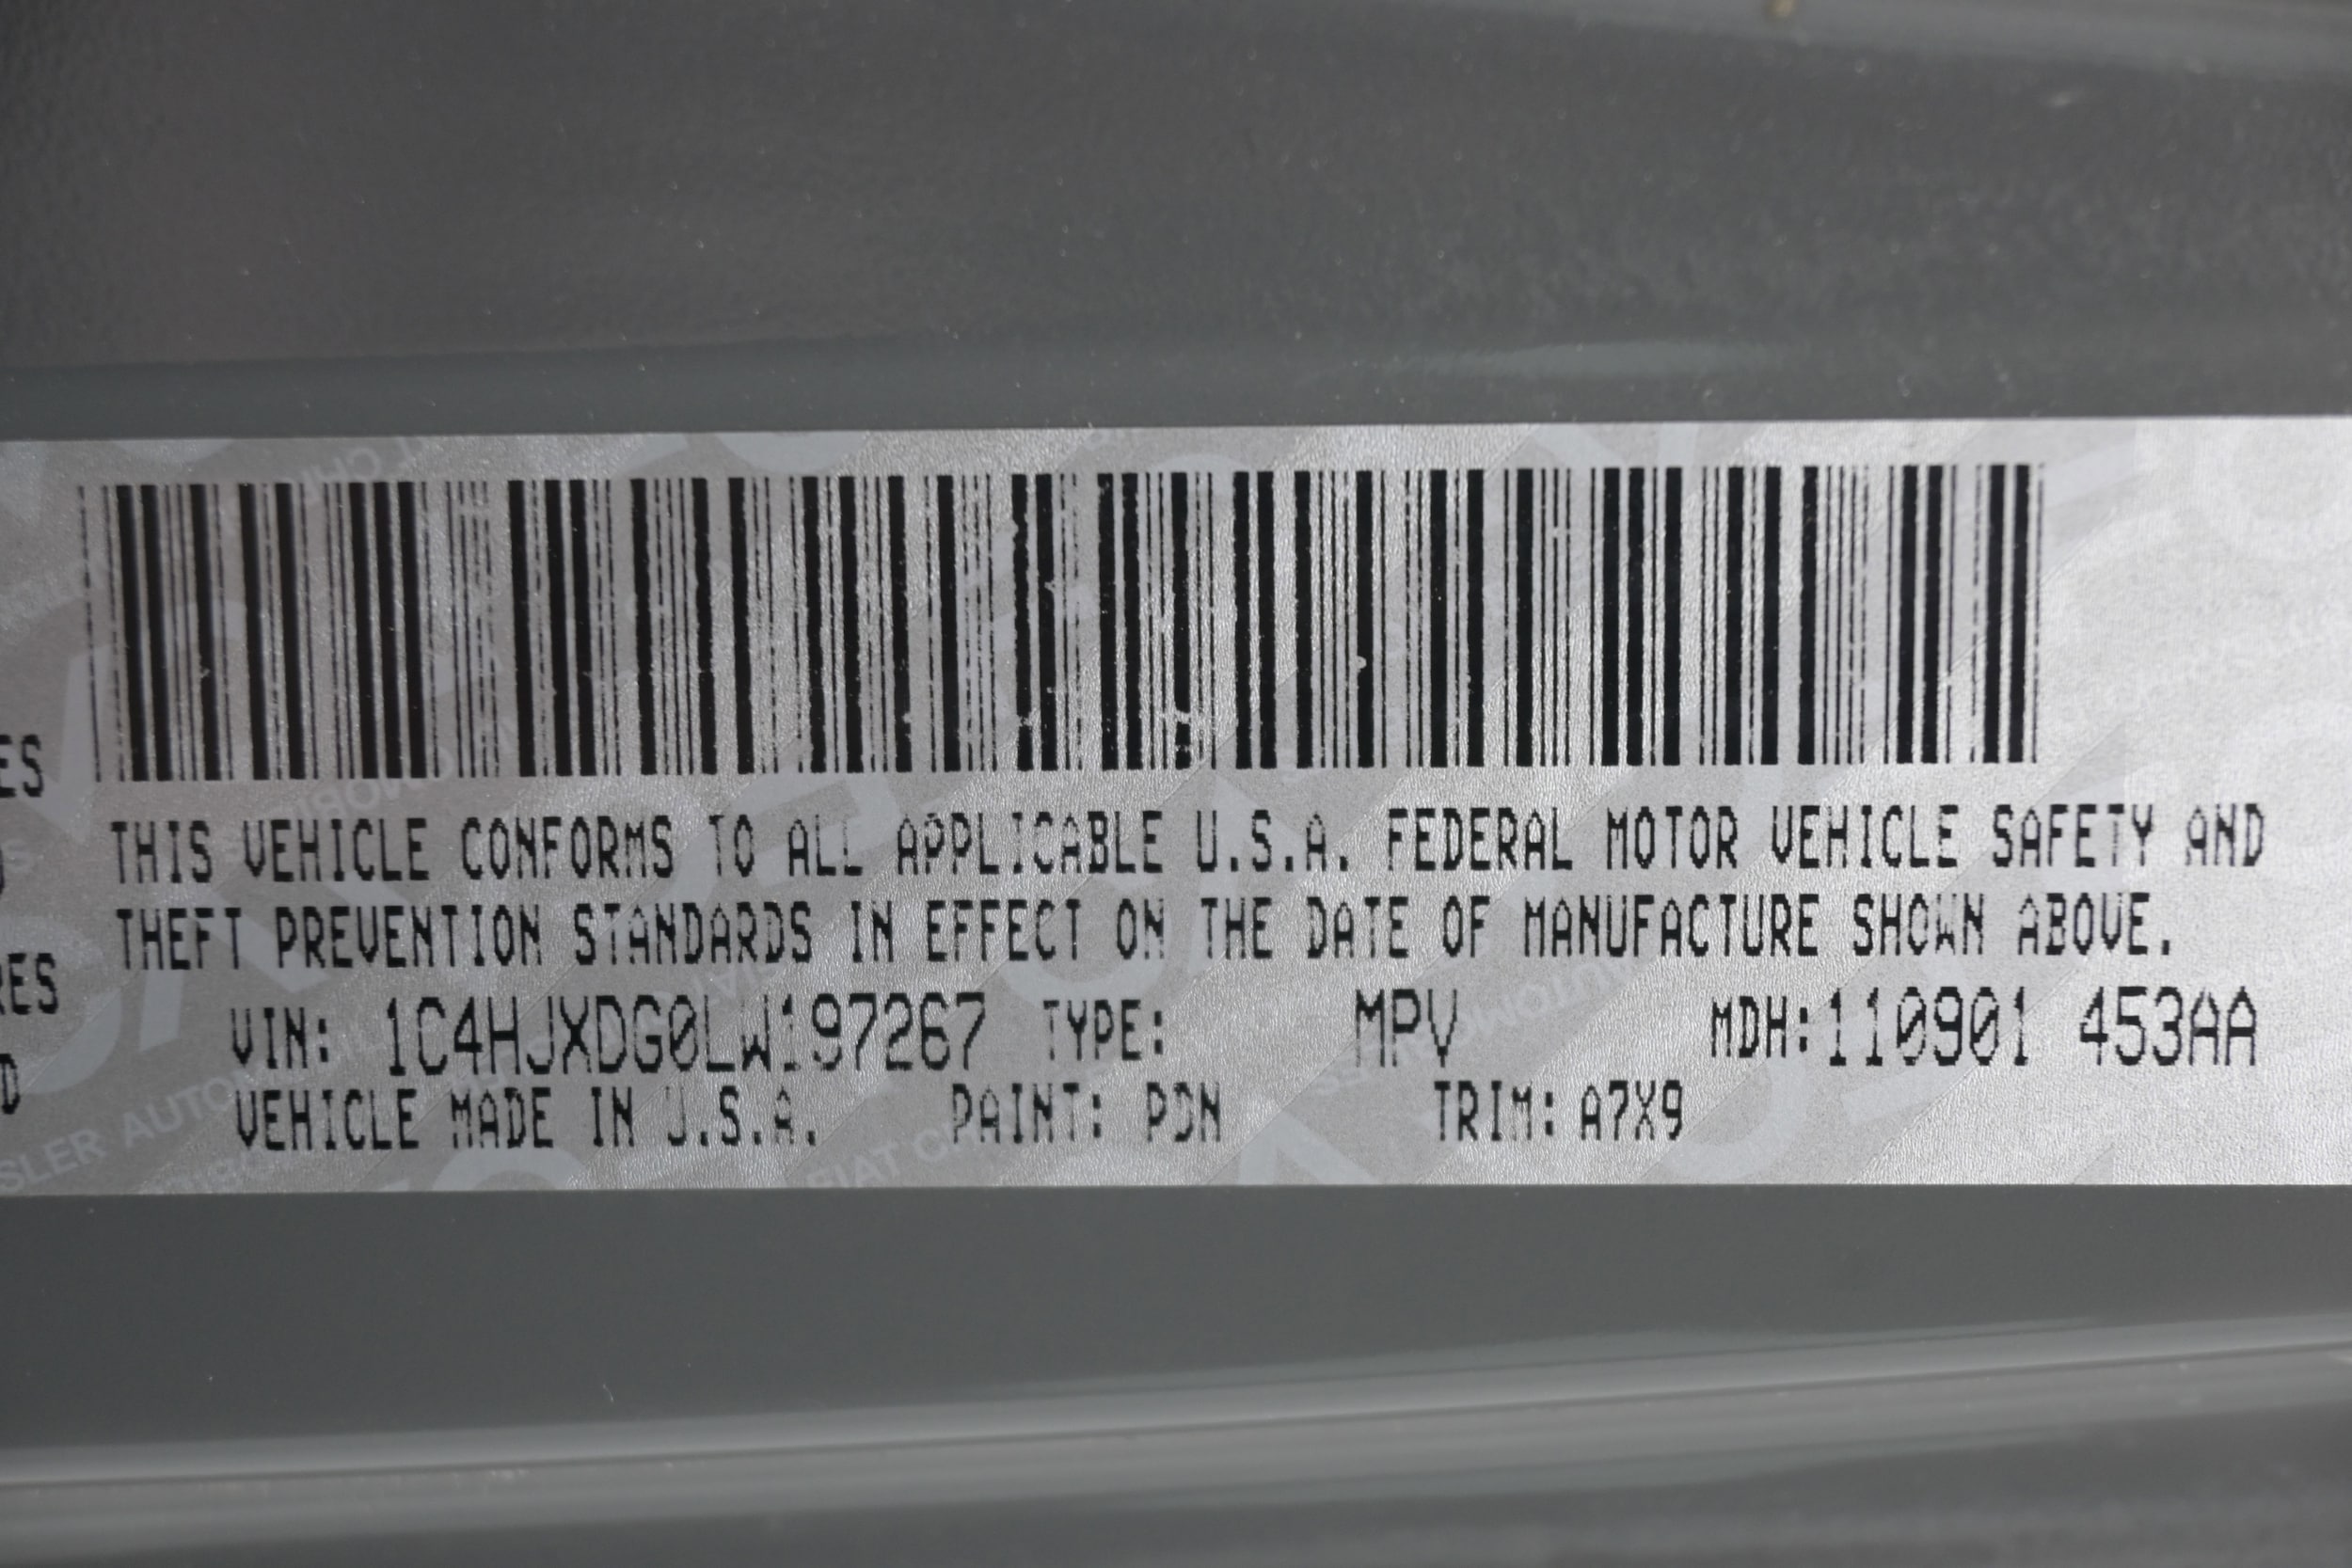 THIS VEHICLE CONFORMS TO ALL APPLICABLE U.S.A. FEDERAL MOTOR VEHICLE SAFETY AND
THEFT PREVENTION STANDARDS IN EFFECT ON THE DATE OF MANUFACTURE SHOWN ABOVE.
VIN: 1C4HJXDG0LW197267 TYPE: MPV MDH:110901 453AA
VEHICLE MADE IN U.S.A. PAINT: PDN TRIM: A7X9